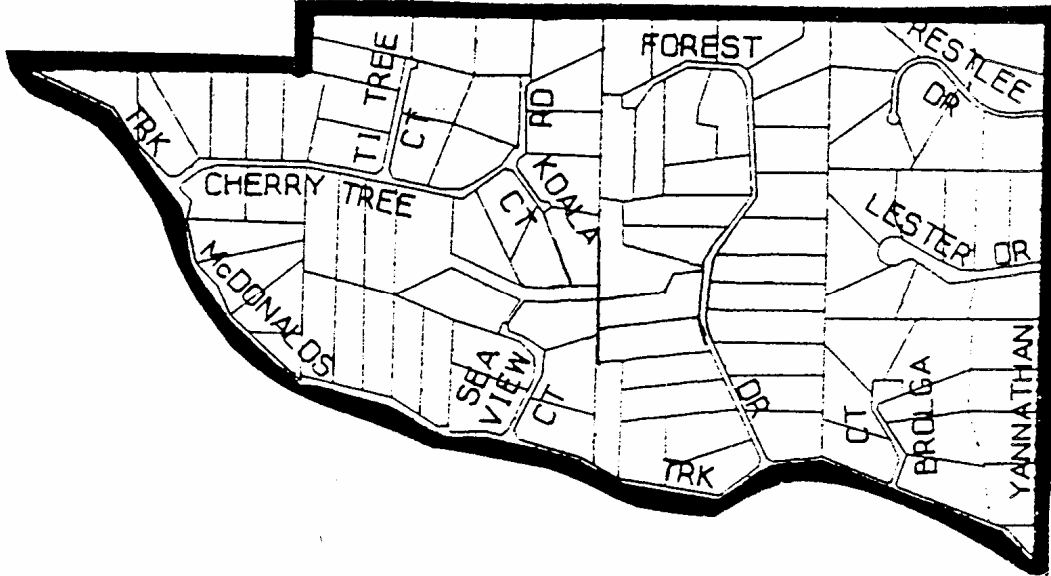 TRK
CHERRY TREE
TI TREE
CT
RD
KOALA
CT
FOREST
DR
RESTLEE
DR
LESTER DR
McDONALDS
TRK
SEA
VIEW
CT
CT
BROLGA
YANNATHAN